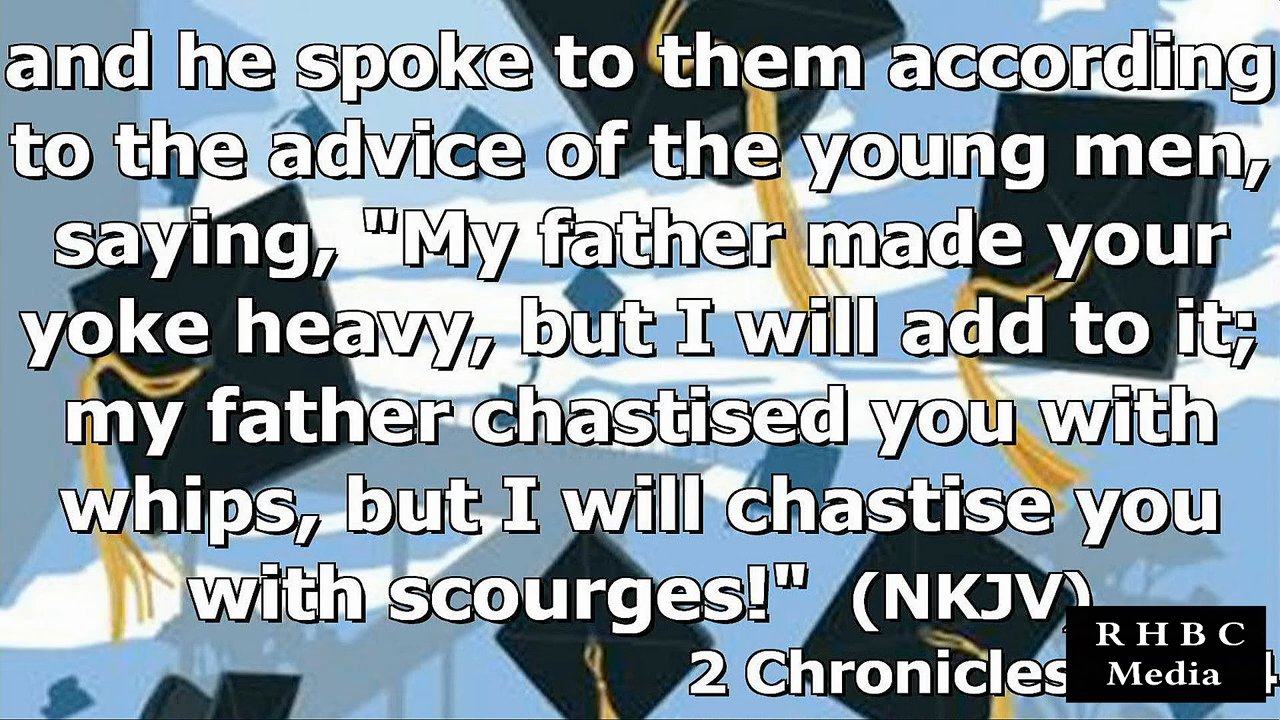 and he spoke to them according
to the advice of the young men,
saying, "My father made your
yoke heavy, but I will add to it;
my father chastised you with
whips, but I will chastise you
with scourges!" (NKJV)
2 Chronicles
R H B C
Media